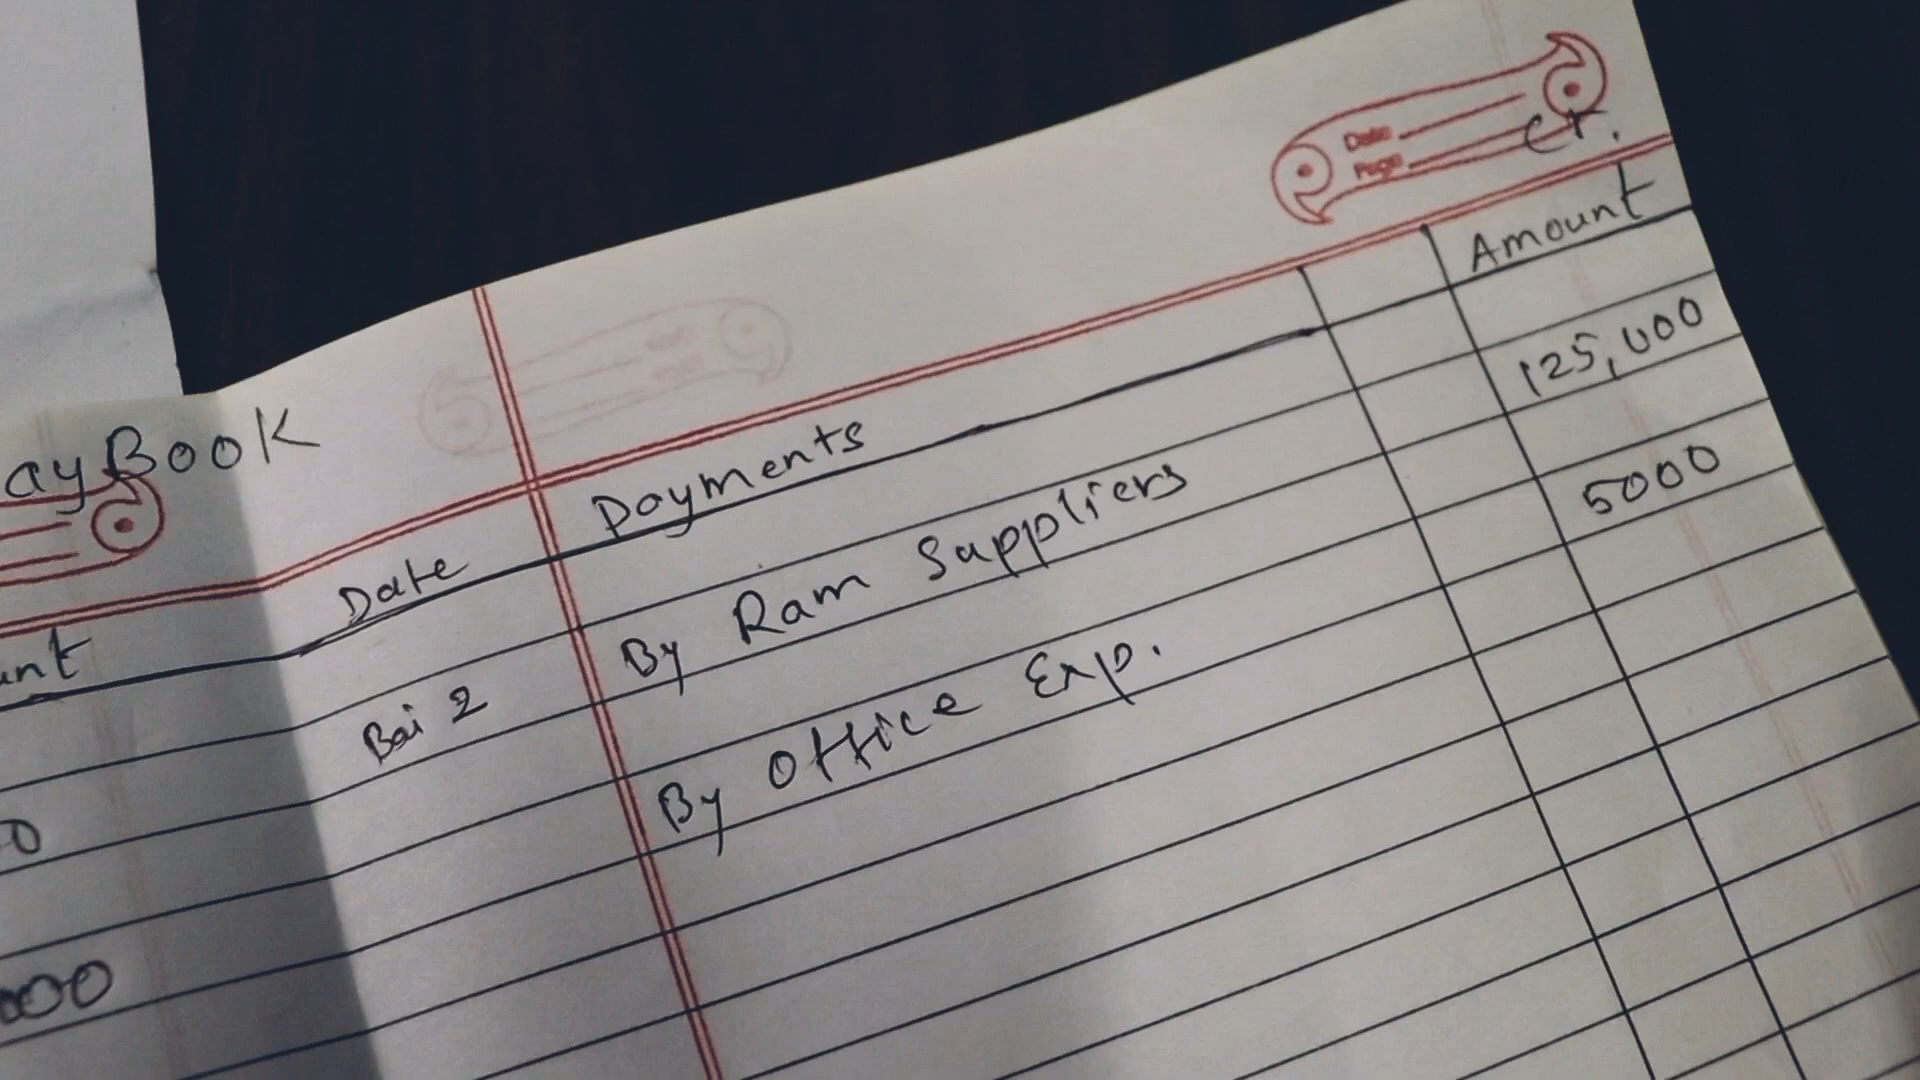 Date
Page
Cr.
ayBook
Date Payments Amount
unt
Bai 2 By Ram Suppliers 125,000
By Office Exp. 5000
0
000